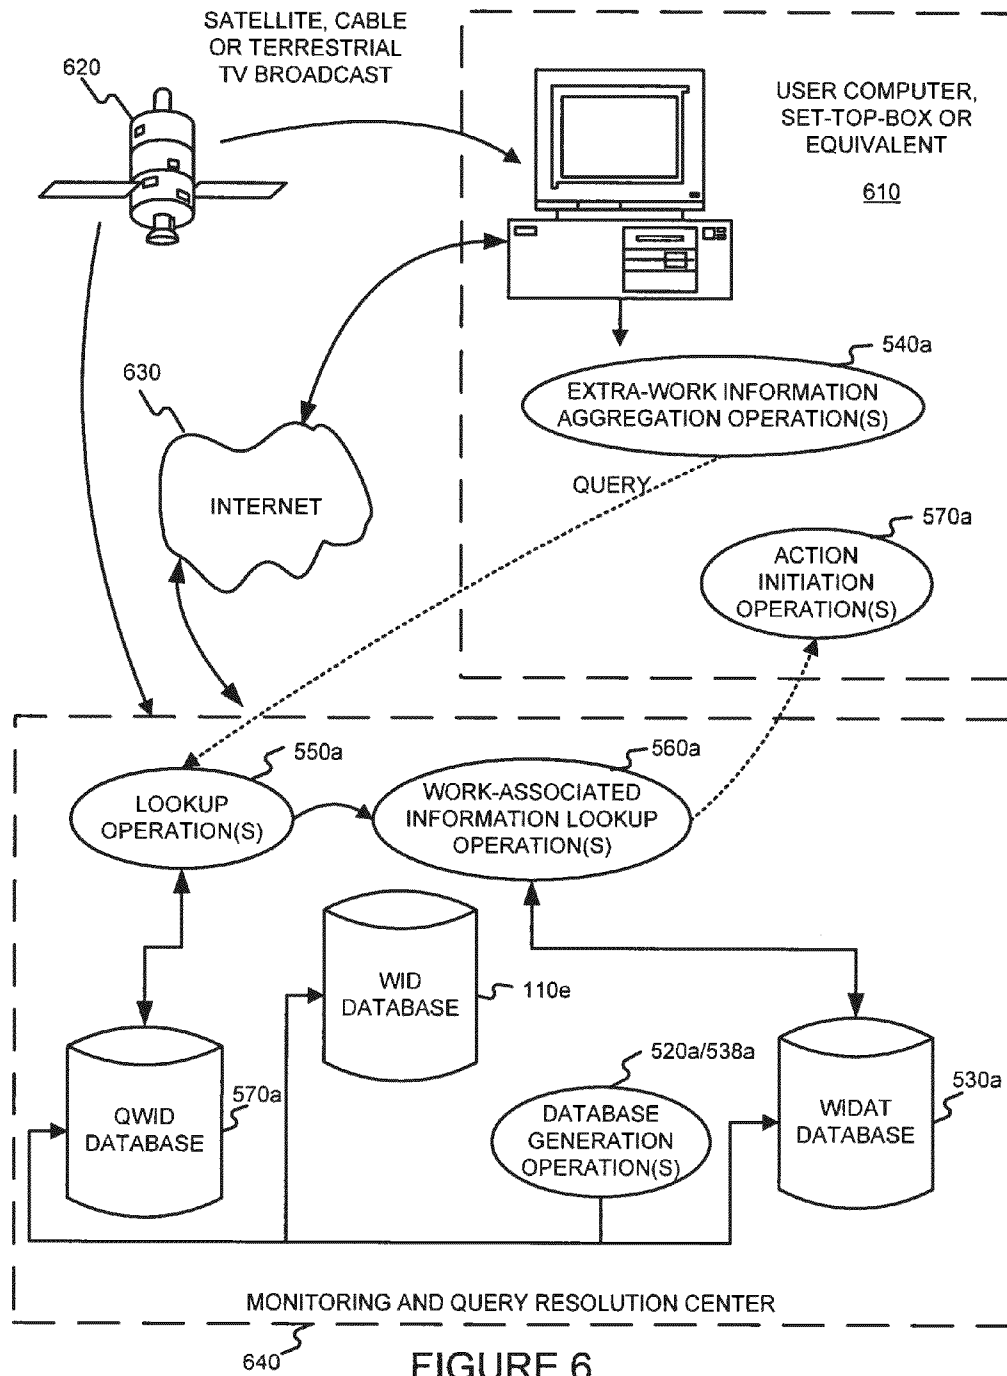 SATELLITE, CABLE
OR TERRESTRIAL
TV BROADCAST
620
USER COMPUTER,
SET-TOP-BOX OR
EQUIVALENT
610
540a
EXTRA-WORK INFORMATION
AGGREGATION OPERATION(S)
630
INTERNET
QUERY
570a
ACTION
INITIATION
OPERATION(S)
550a
LOOKUP
OPERATION(S)
560a
WORK-ASSOCIATED
INFORMATION LOOKUP
OPERATION(S)
WID
DATABASE
110e
QWID
DATABASE
570a
520a/538a
DATABASE
GENERATION
OPERATION(S)
WIDAT
DATABASE
530a
MONITORING AND QUERY RESOLUTION CENTER
640
FIGURE 6